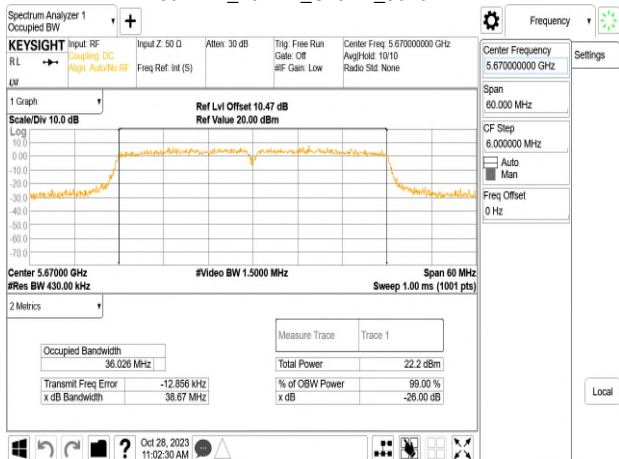 Spectrum Analyzer 1
Occupied BW
+
Frequency
KEYSIGHT
RL
Input: RF
Coupling: DC
Align: Auto/No RF
Input Z: 50 Ω
Freq Ref: Int (S)
Atten: 30 dB
Trig: Free Run
Gate: Off
#IF Gain: Low
Center Freq: 5.670000000 GHz
Avg|Hold: 10/10
Radio Std: None
Center Frequency
5.670000000 GHz
Settings
Span
60.000 MHz
CF Step
6.000000 MHz
Auto
Man
Freq Offset
0 Hz
1 Graph
Scale/Div 10.0 dB
Ref Lvl Offset 10.47 dB
Ref Value 20.00 dBm
Log
10.0
0.00
-10.0
-20.0
-30.0
-40.0
-50.0
-60.0
-70.0
Center 5.67000 GHz
#Res BW 430.00 kHz
#Video BW 1.5000 MHz
Span 60 MHz
Sweep 1.00 ms (1001 pts)
2 Metrics
Measure Trace Trace 1
Occupied Bandwidth
36.026 MHz
Total Power 22.2 dBm
Transmit Freq Error -12.856 kHz
% of OBW Power 99.00 %
x dB Bandwidth 38.67 MHz
x dB -26.00 dB
Local
?
Oct 28, 2023
11:02:30 AM